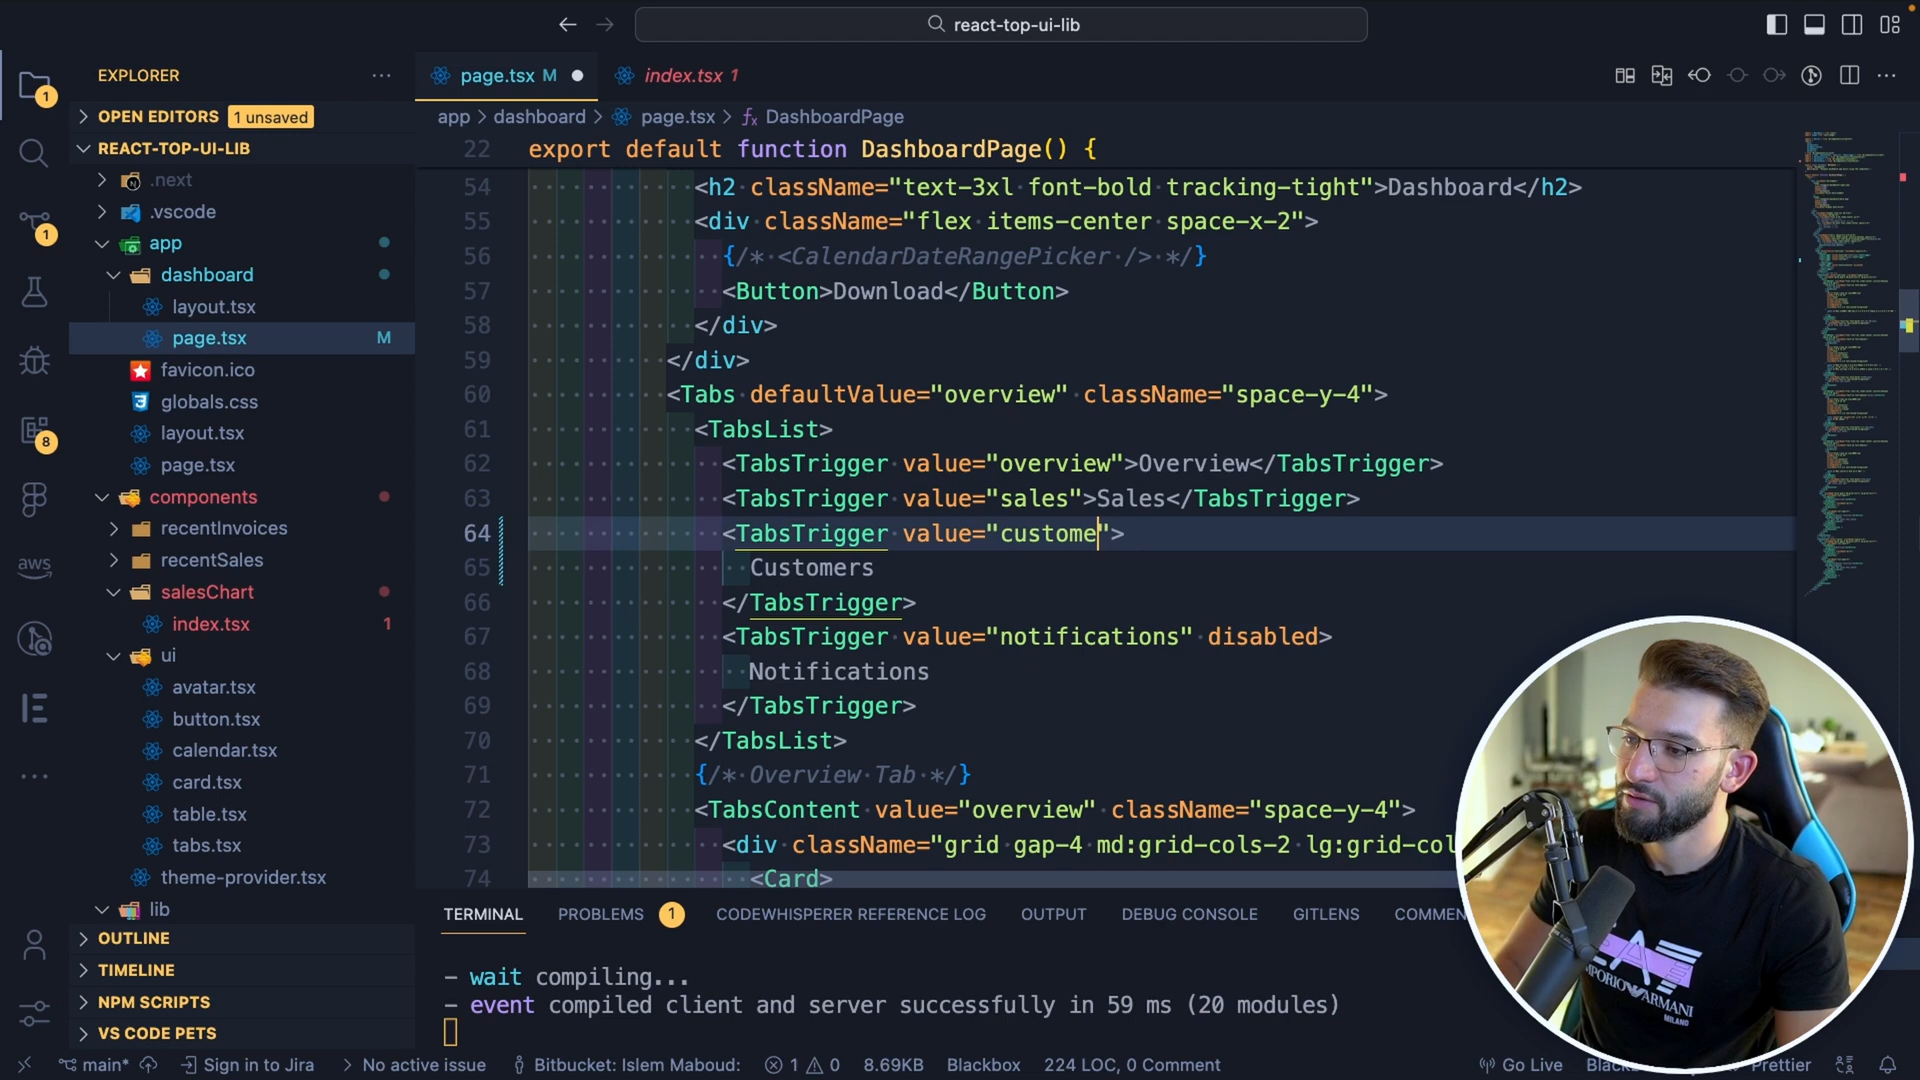 react-top-ui-lib
EXPLORER
OPEN EDITORS 1 unsaved
REACT-TOP-UI-LIB
.next
.vscode
app
dashboard
layout.tsx
page.tsx M
favicon.ico
globals.css
layout.tsx
page.tsx
components
recentInvoices
recentSales
salesChart
index.tsx 1
ui
avatar.tsx
button.tsx
calendar.tsx
card.tsx
table.tsx
tabs.tsx
theme-provider.tsx
lib
OUTLINE
TIMELINE
NPM SCRIPTS
VS CODE PETS
1
1
8
aws
page.tsx M
index.tsx 1
app > dashboard > page.tsx > DashboardPage
22 export default function DashboardPage() {
54 <h2 className="text-3xl font-bold tracking-tight">Dashboard</h2>
55 <div className="flex items-center space-x-2">
56 {/* <CalendarDateRangePicker /> */}
57 <Button>Download</Button>
58 </div>
59 </div>
60 <Tabs defaultValue="overview" className="space-y-4">
61 <TabsList>
62 <TabsTrigger value="overview">Overview</TabsTrigger>
63 <TabsTrigger value="sales">Sales</TabsTrigger>
64 <TabsTrigger value="custome">
65 Customers
66 </TabsTrigger>
67 <TabsTrigger value="notifications" disabled>
68 Notifications
69 </TabsTrigger>
70 </TabsList>
71 {/* Overview Tab */}
72 <TabsContent value="overview" className="space-y-4">
73 <div className="grid gap-4 md:grid-cols-2 lg:grid-col
74 <Card>
TERMINAL PROBLEMS 1 CODEWHISPERER REFERENCE LOG OUTPUT DEBUG CONSOLE GITLENS COMMEN
- wait compiling...
- event compiled client and server successfully in 59 ms (20 modules)
main* Sign in to Jira No active issue Bitbucket: Islem Maboud: 1 0 8.69KB Blackbox 224 LOC, 0 Comment Go Live Prettier
EMPORIO ARMANI
MILANO